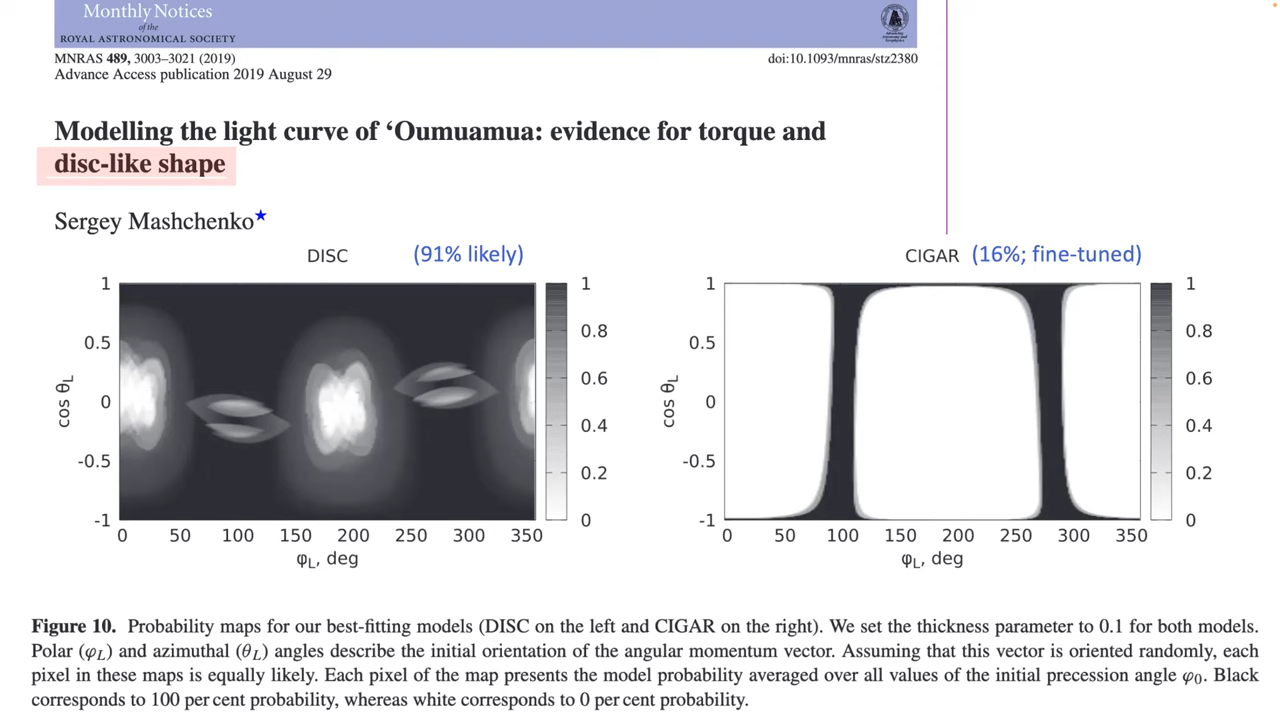 Monthly Notices
of the
ROYAL ASTRONOMICAL SOCIETY
MNRAS 489, 3003–3021 (2019)
doi:10.1093/mnras/stz2380
Advance Access publication 2019 August 29
Modelling the light curve of ‘Oumuamua: evidence for torque and
disc-like shape
Sergey Mashchenko★
DISC (91% likely)
1
0.5
0
-0.5
-1
cos θL
0 50 100 150 200 250 300 350
φL, deg
1
0.8
0.6
0.4
0.2
0
CIGAR (16%; fine-tuned)
1
0.5
0
-0.5
-1
cos θL
0 50 100 150 200 250 300 350
φL, deg
1
0.8
0.6
0.4
0.2
0
Figure 10. Probability maps for our best-fitting models (DISC on the left and CIGAR on the right). We set the thickness parameter to 0.1 for both models.
Polar (φL) and azimuthal (θL) angles describe the initial orientation of the angular momentum vector. Assuming that this vector is oriented randomly, each
pixel in these maps is equally likely. Each pixel of the map presents the model probability averaged over all values of the initial precession angle φ0. Black
corresponds to 100 per cent probability, whereas white corresponds to 0 per cent probability.